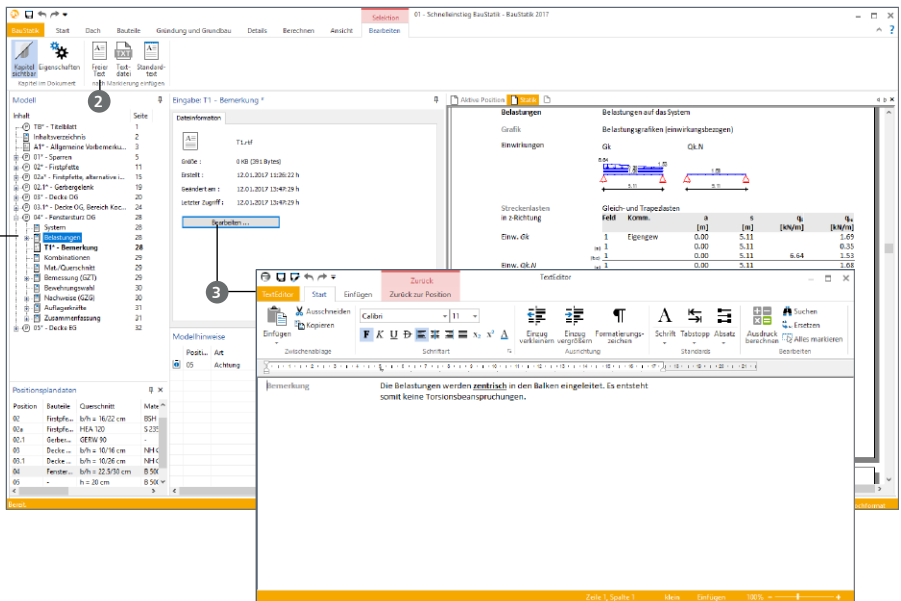 Selektion
01 - Schnelleinstieg BauStatik - BauStatik 2017
BauStatik Start Dach Bauteile Gründung und Grundbau Details Berechnen Ansicht Bearbeiten
Kapitel sichtbar
Eigenschaften
Freier Text
Text-datei
Standard-text
Kapitel im Dokument
nach Markierung einfügen
2
Modell
Inhalt Seite
TB* - Titelblatt 1
Inhaltsverzeichnis 2
A1* - Allgemeine Vorbemerku... 3
01* - Sparren 5
02* - Firstpfette 11
02a* - Firstpfette, alternative i... 15
02.1* - Gerbergelenk 19
03* - Decke OG 20
03.1* - Decke OG, Bereich Koc... 24
04* - Fenstersturz OG 28
System 28
Belastungen 28
T1* - Bemerkung 28
Kombinationen 29
Mat./Querschnitt 29
Bemessung (GZT) 29
Bewehrungswahl 30
Nachweise (GZG) 30
Auflagerkräfte 31
Zusammenfassung 31
05* - Decke EG 32
Eingabe: T1 - Bemerkung *
Dateiinformation
T1.rtf
Größe : 0 KB (391 Bytes)
Erstellt : 12.01.2017 11:26:22 h
Geändert am : 12.01.2017 13:47:29 h
Letzter Zugriff : 12.01.2017 13:47:29 h
Bearbeiten ...
3
Modellhinweise
Positi... Art
05 Achtung
Positionsplandaten
Position Bauteile Querschnitt Mate
02 Firstpfe... b/h = 16/22 cm BSH
02a Firstpfe... HEA 120 S 235
02.1 Gerber... GERW 90 -
03 Decke ... b/h = 10/16 cm NH C
03.1 Decke ... b/h = 10/26 cm NH C
04 Fenster... b/h = 22.5/30 cm B 500
05 - h = 20 cm B 500
Bereit
Aktive Position Statik
Belastungen Belastungen auf das System
Grafik Belastungsgrafiken (einwirkungsbezogen)
Einwirkungen Gk Qk.N
5.11 5.11
Streckenlasten Gleich- und Trapezlasten
in z-Richtung Feld Komm. a s
[m] [m] [kN/m] [kN/m]
Einw. Gk 1 Eigengew 0.00 5.11 1.69
1 0.00 5.11 0.35
1 0.00 5.11 6.64 1.53
Einw. Qk.N 1 0.00 5.11 1.68
Zurück
TextEditor
TextEditor Start Einfügen Zurück zur Position
Einfügen
Ausschneiden
Kopieren
Zwischenablage
Calibri 11
F K U D
Schriftart
Einzug verkleinern
Einzug vergrößern
Formatierungs-zeichen
Ausrichtung
Schrift Tabstopp Absatz
Standards
Ausdruck berechnen
Suchen
Ersetzen
Alles markieren
Bearbeiten
Bemerkung Die Belastungen werden zentrisch in den Balken eingeleitet. Es entsteht
somit keine Torsionsbeanspruchungen.
Zeile 1, Spalte 1 Einfügen 100%